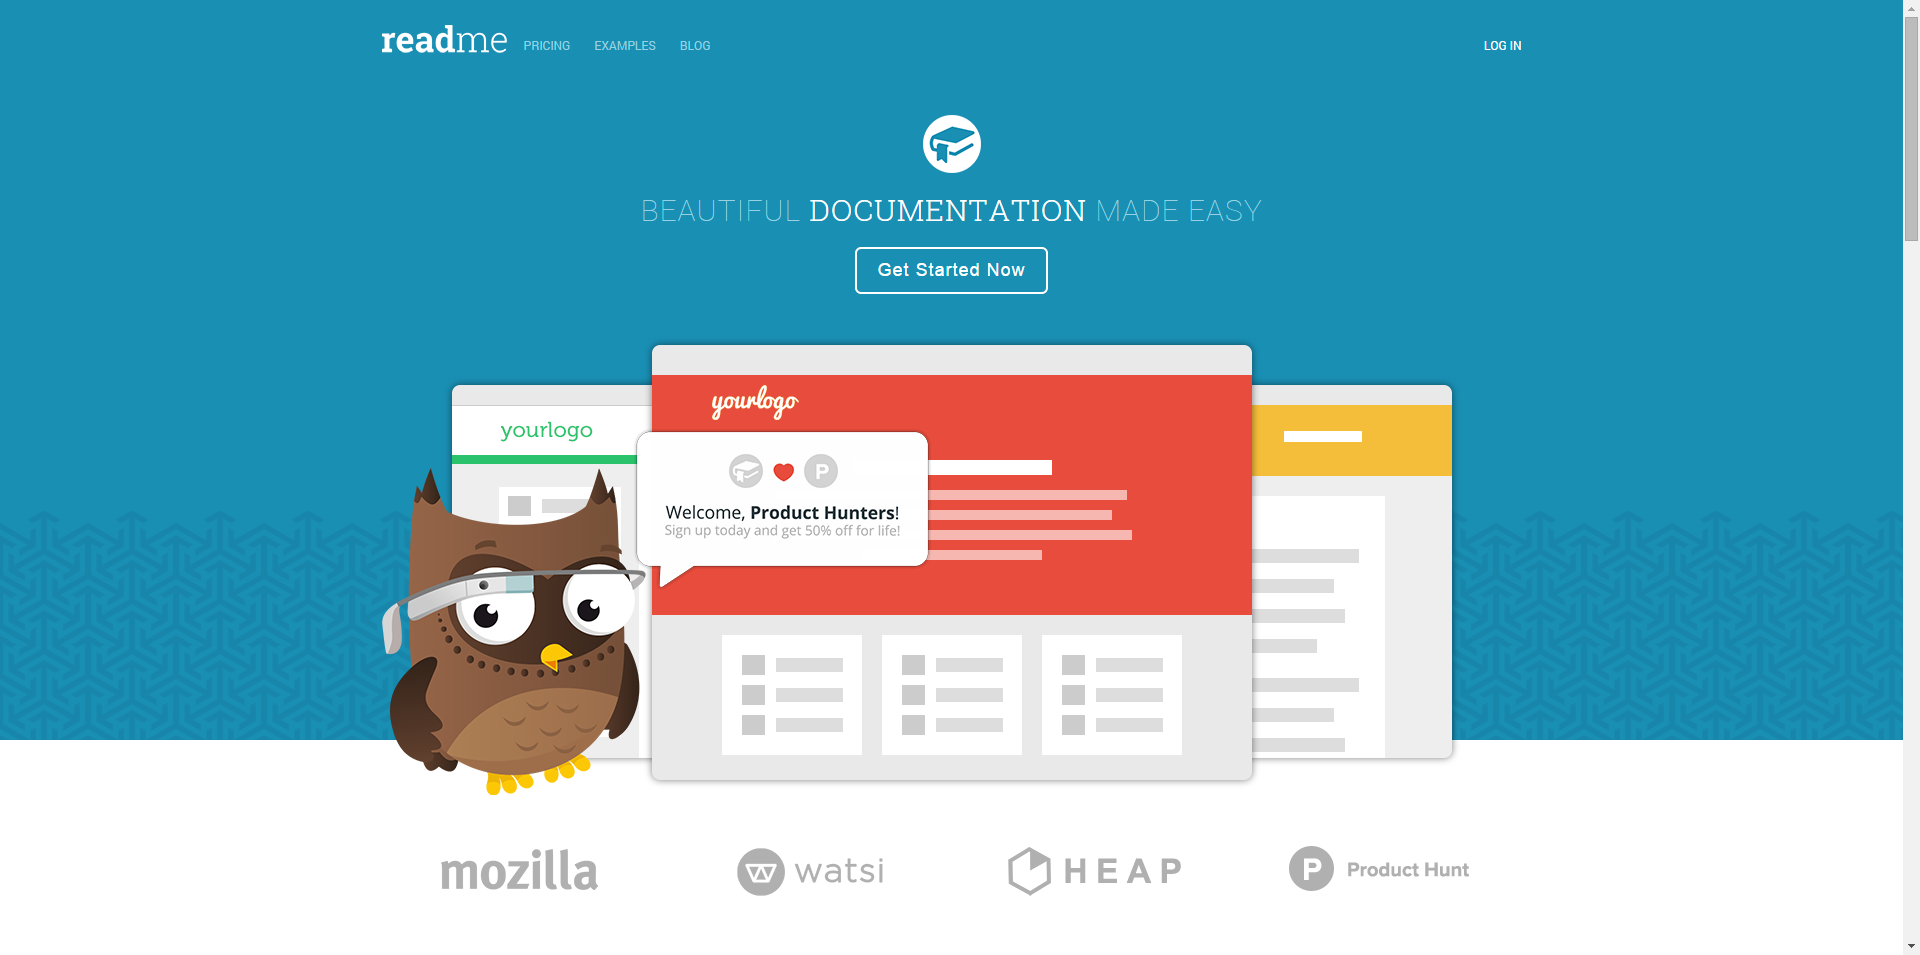 readme PRICING EXAMPLES BLOG LOG IN
BEAUTIFUL DOCUMENTATION MADE EASY
Get Started Now
yourlogo
yourlogo
P
Welcome, Product Hunters!
Sign up today and get 50% off for life!
mozilla
watsi
HEAP
P Product Hunt